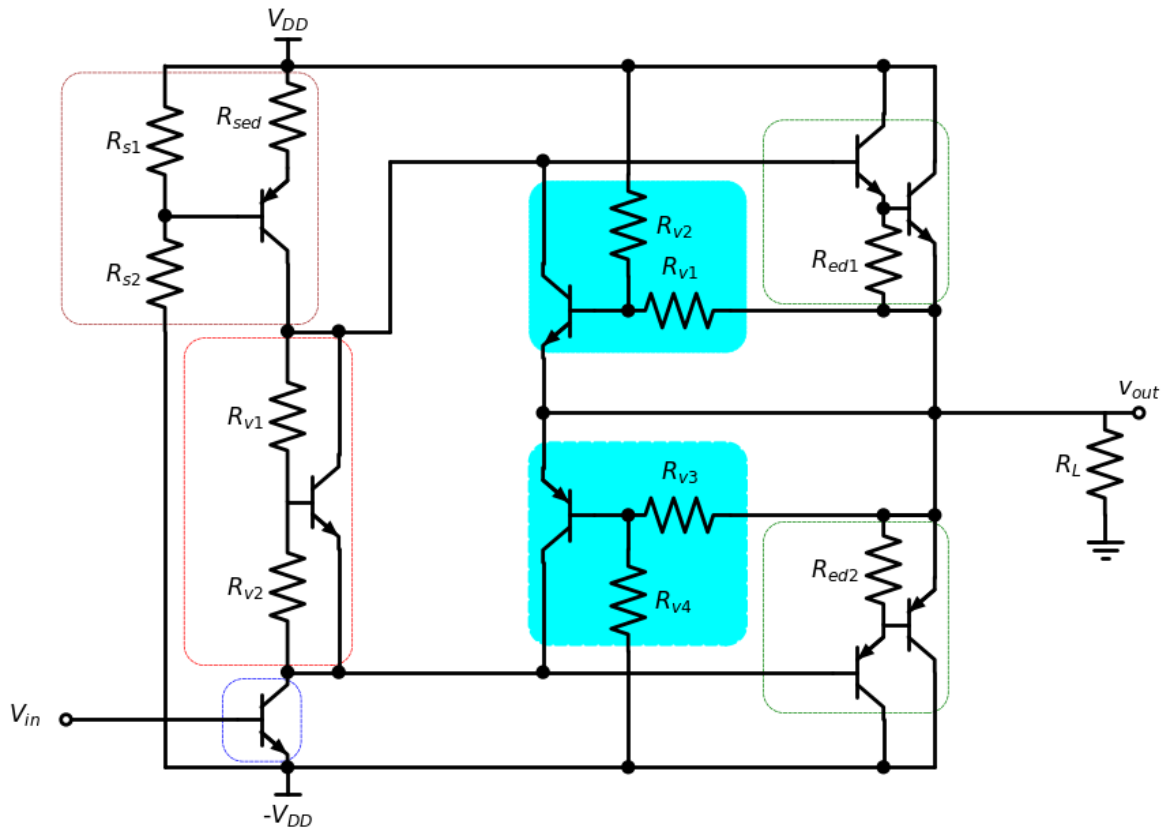 V_DD
R_s1
R_sed
R_s2
R_v2
R_v1
R_ed1
v_out
R_v1
R_L
R_v3
R_v2
R_v4
R_ed2
V_in
-V_DD